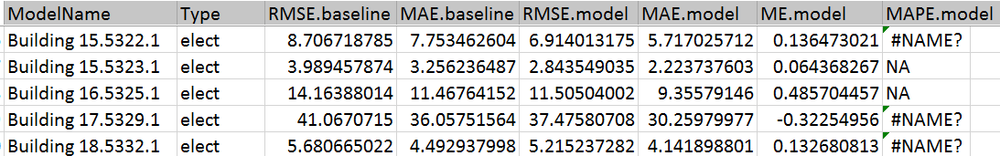 ModelName Type RMSE.baseline MAE.baseline RMSE.model MAE.model ME.model MAPE.model
Building 15.5322.1 elect 8.706718785 7.753462604 6.914013175 5.717025712 0.136473021 #NAME?
Building 15.5323.1 elect 3.989457874 3.256236487 2.843549035 2.223737603 0.064368267 NA
Building 16.5325.1 elect 14.16388014 11.46764152 11.50504002 9.35579146 0.485704457 NA
Building 17.5329.1 elect 41.0670715 36.05751564 37.47580708 30.25979977 -0.32254956 #NAME?
Building 18.5332.1 elect 5.680665022 4.492937998 5.215237282 4.141898801 0.132680813 #NAME?